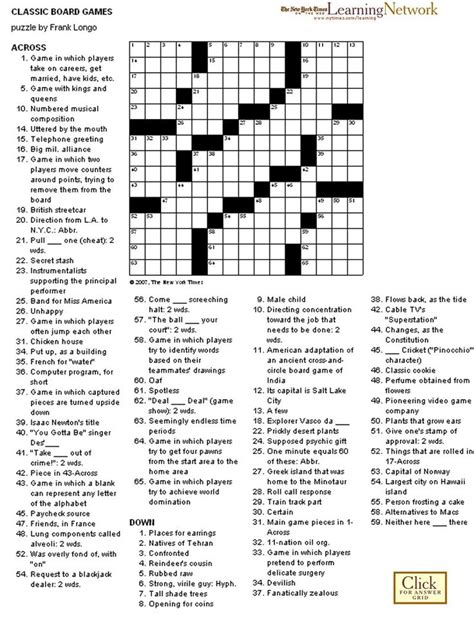 CLASSIC BOARD GAMES
puzzle by Frank Longo
The New York Times
Learning Network
www.nytimes.com/learning
ACROSS
1. Game in which players
take on careers, get
married, have kids, etc.
5. Game with kings and
queens
10. Numbered musical
composition
14. Uttered by the mouth
15. Telephone greeting
16. Big mil. alliance
17. Game in which two
players move counters
around points, trying to
remove them from the
board
19. British streetcar
20. Direction from L.A. to
N.Y.C.: Abbr.
21. Pull ___ one (cheat): 2
wds.
22. Secret stash
23. Instrumentalists
supporting the principal
performer
25. Band for Miss America
26. Unhappy
27. Game in which players
often jump each other
31. Chicken house
34. Put up, as a building
35. French for "water"
36. Computer program, for
short
37. Game in which captured
pieces are turned upside
down
39. Isaac Newton's title
40. "You Gotta Be" singer
Des'___
41. "Take ___ out of
crime!": 2 wds.
42. Piece in 43-Across
43. Game in which a blank
can represent any letter
of the alphabet
45. Paycheck source
47. Friends, in France
48. Lung components called
alveoli: 2 wds.
52. Was overly fond of, with
"on"
54. Request to a blackjack
dealer: 2 wds.
© 2007, The New York Times
56. Come ___ screeching
halt: 2 wds.
57. "The ball ___ your
court": 2 wds.
58. Game in which players
try to identify words
based on their
teammates' drawings
60. Oaf
61. Spotless
62. "Deal ___ Deal" (game
show): 2 wds.
63. Seemingly endless time
periods
64. Game in which players
try to get four pawns
from the start area to the
home area
65. Game in which players
try to achieve world
domination
DOWN
1. Places for earrings
2. Natives of Tehran
3. Confronted
4. Reindeer's cousin
5. Rubbed raw
6. Strong, virile guy: Hyph.
7. Tall shade trees
8. Opening for coins
9. Male child
10. Directing concentration
toward the job that
needs to be done: 2
wds.
11. American adaptation of
an ancient cross-and-
circle board game of
India
12. Its capital is Salt Lake
City
13. A few
18. Explorer Vasco da ___
22. Prickly desert plants
24. Supposed psychic gift
25. One minute equals 60
of these: Abbr.
27. Greek island that was
home to the Minotaur
28. Roll call response
29. Train shack part
30. Certain
31. Main game pieces in 1-
Across
32. 11-nation oil org.
33. Game in which players
pretend to perform
delicate surgery
34. Devilish
37. Fanatically zealous
38. Flows back, as the tide
42. Cable TV's
"Superstation"
44. Changes, as the
Constitution
45. ___ Cricket ("Pinocchio"
character)
46. Classic cookie
48. Perfume obtained from
flowers
49. Pioneering video game
company
50. Plants that grow ears
51. Give one's stamp of
approval: 2 wds.
52. Things that are rolled in
17-Across
53. Capital of Norway
54. Largest city on Hawaii
island
55. Person frosting a cake
58. Alternatives to Macs
59. Neither here ___ there
Click
FOR ANSWER
GRID